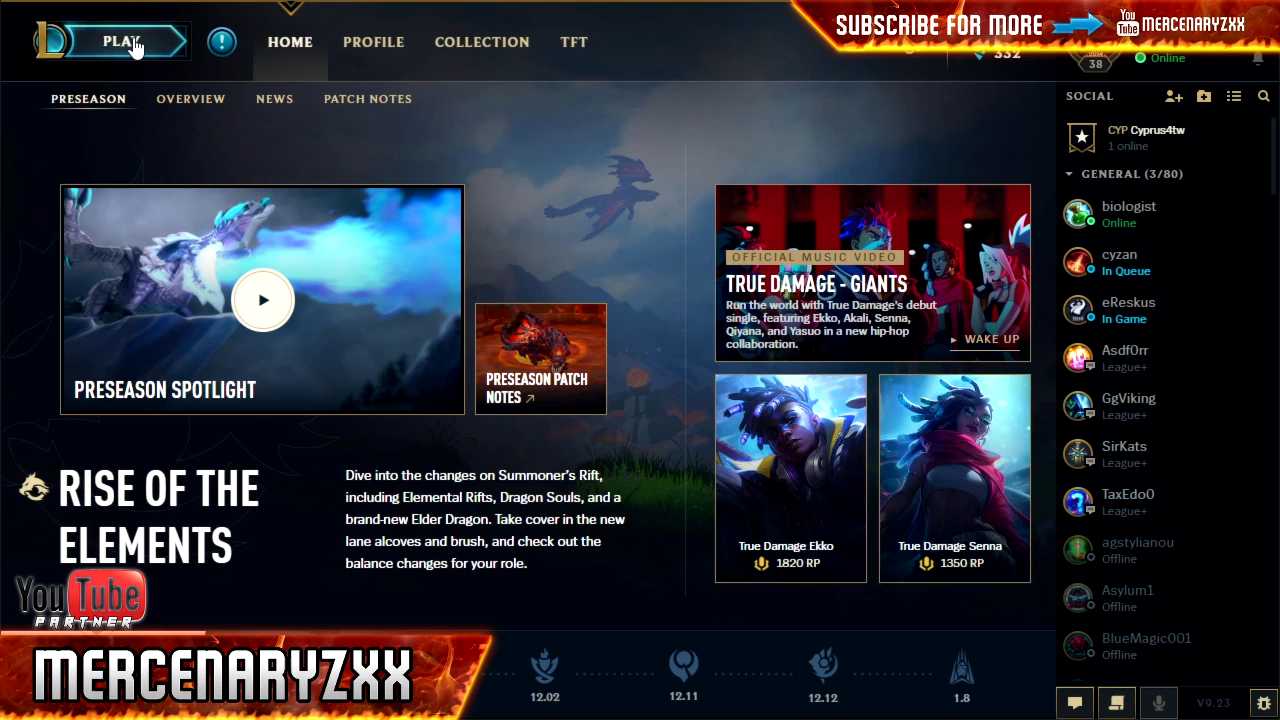 PLAY
HOME
PROFILE
COLLECTION
TFT
SUBSCRIBE FOR MORE
You
Tube
MERCENARYZXX
332
38
Online
PRESEASON
OVERVIEW
NEWS
PATCH NOTES
PRESEASON SPOTLIGHT
PRESEASON PATCH
NOTES
OFFICIAL MUSIC VIDEO
TRUE DAMAGE - GIANTS
Run the world with True Damage's debut
single, featuring Ekko, Akali, Senna,
Qiyana, and Yasuo in a new hip-hop
collaboration.
WAKE UP
True Damage Ekko
1820 RP
True Damage Senna
1350 RP
RISE OF THE
ELEMENTS
Dive into the changes on Summoner's Rift,
including Elemental Rifts, Dragon Souls, and a
brand-new Elder Dragon. Take cover in the new
lane alcoves and brush, and check out the
balance changes for your role.
SOCIAL
CYP Cyprus4tw
1 online
GENERAL (3/80)
biologist
Online
cyzan
In Queue
eReskus
In Game
Asdf0rr
League+
GgViking
League+
SirKats
League+
TaxEdo0
League+
agstylianou
Offline
Asylum1
Offline
BlueMagic001
Offline
YouTube
PARTNER
MERCENARYZXX
12.02
12.11
12.12
1.8
V9.23